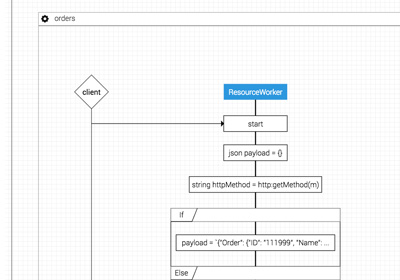 orders
client
ResourceWorker
start
json payload = {}
string httpMethod = http:getMethod(m)
If
payload = `{"Order": {"ID": "111999", "Name": ...
Else